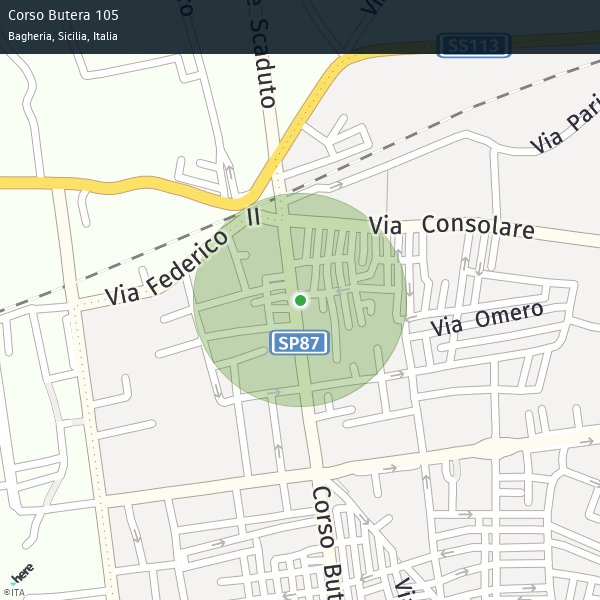 Corso Butera 105
Bagheria, Sicilia, Italia
e Scaduto
SS113
Via Pari
II
Via Consolare
Via Federico
Via Omero
SP87
Corso But
Via
here
©ITA